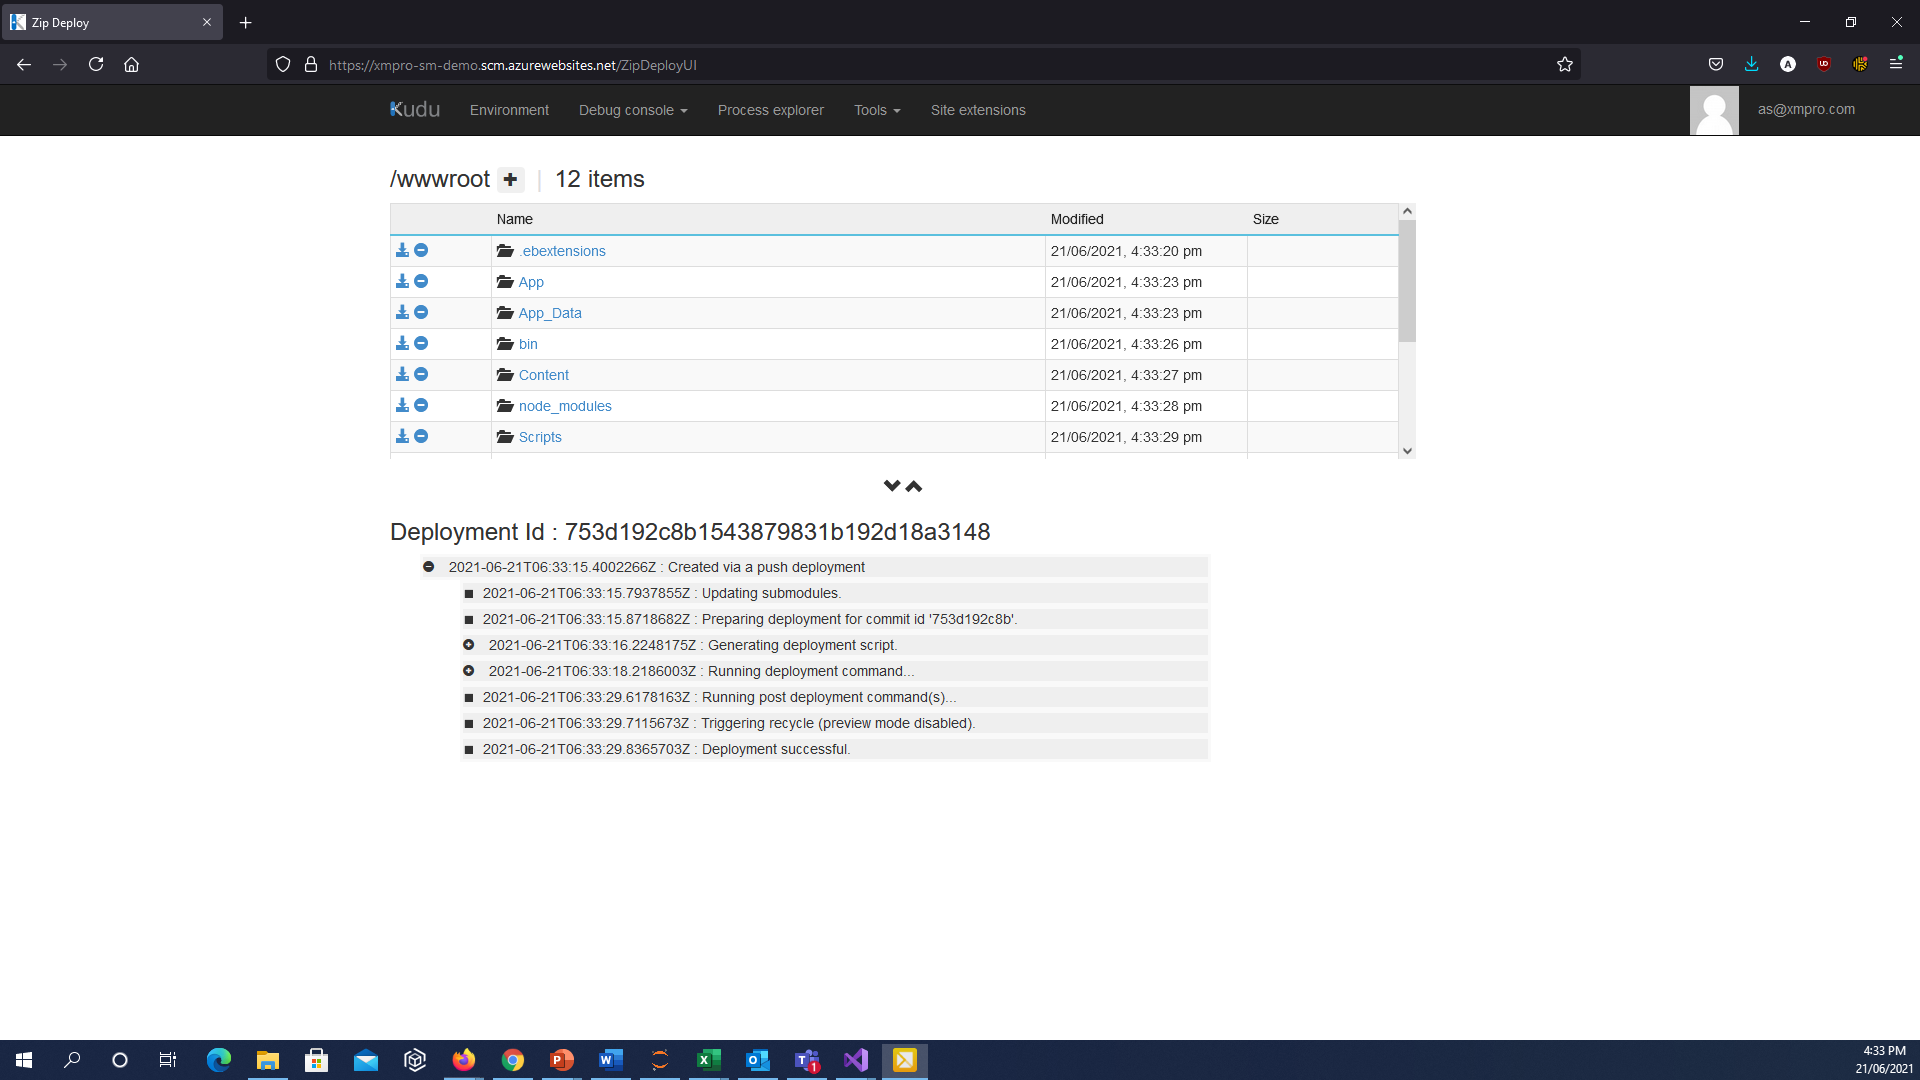 Zip Deploy
https://xmpro-sm-demo.scm.azurewebsites.net/ZipDeployUI
Kudu Environment Debug console Process explorer Tools Site extensions as@xmpro.com
/wwwroot + | 12 items
Name Modified Size
.ebextensions 21/06/2021, 4:33:20 pm
App 21/06/2021, 4:33:23 pm
App_Data 21/06/2021, 4:33:23 pm
bin 21/06/2021, 4:33:26 pm
Content 21/06/2021, 4:33:27 pm
node_modules 21/06/2021, 4:33:28 pm
Scripts 21/06/2021, 4:33:29 pm
Deployment Id : 753d192c8b1543879831b192d18a3148
2021-06-21T06:33:15.4002266Z : Created via a push deployment
2021-06-21T06:33:15.7937855Z : Updating submodules.
2021-06-21T06:33:15.8718682Z : Preparing deployment for commit id '753d192c8b'.
2021-06-21T06:33:16.2248175Z : Generating deployment script.
2021-06-21T06:33:18.2186003Z : Running deployment command...
2021-06-21T06:33:29.6178163Z : Running post deployment command(s)...
2021-06-21T06:33:29.7115673Z : Triggering recycle (preview mode disabled).
2021-06-21T06:33:29.8365703Z : Deployment successful.
4:33 PM
21/06/2021